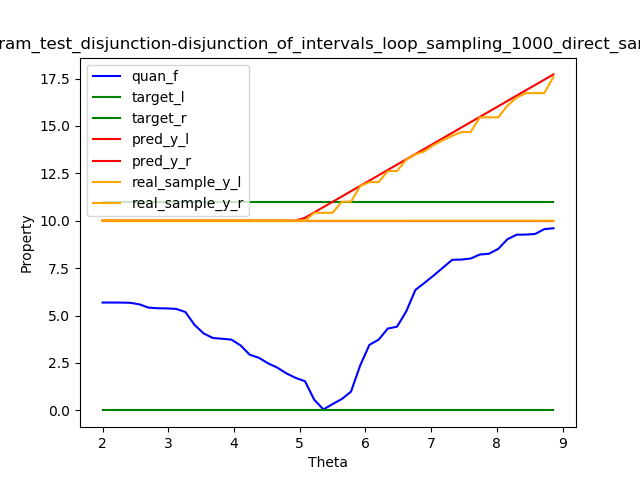 ram_test_disjunction-disjunction_of_intervals_loop_sampling_1000_direct_sa
quan_f
target_l
target_r
pred_y_l
pred_y_r
real_sample_y_l
real_sample_y_r
17.5
15.0
12.5
10.0
7.5
5.0
2.5
0.0
Property
2 3 4 5 6 7 8 9
Theta